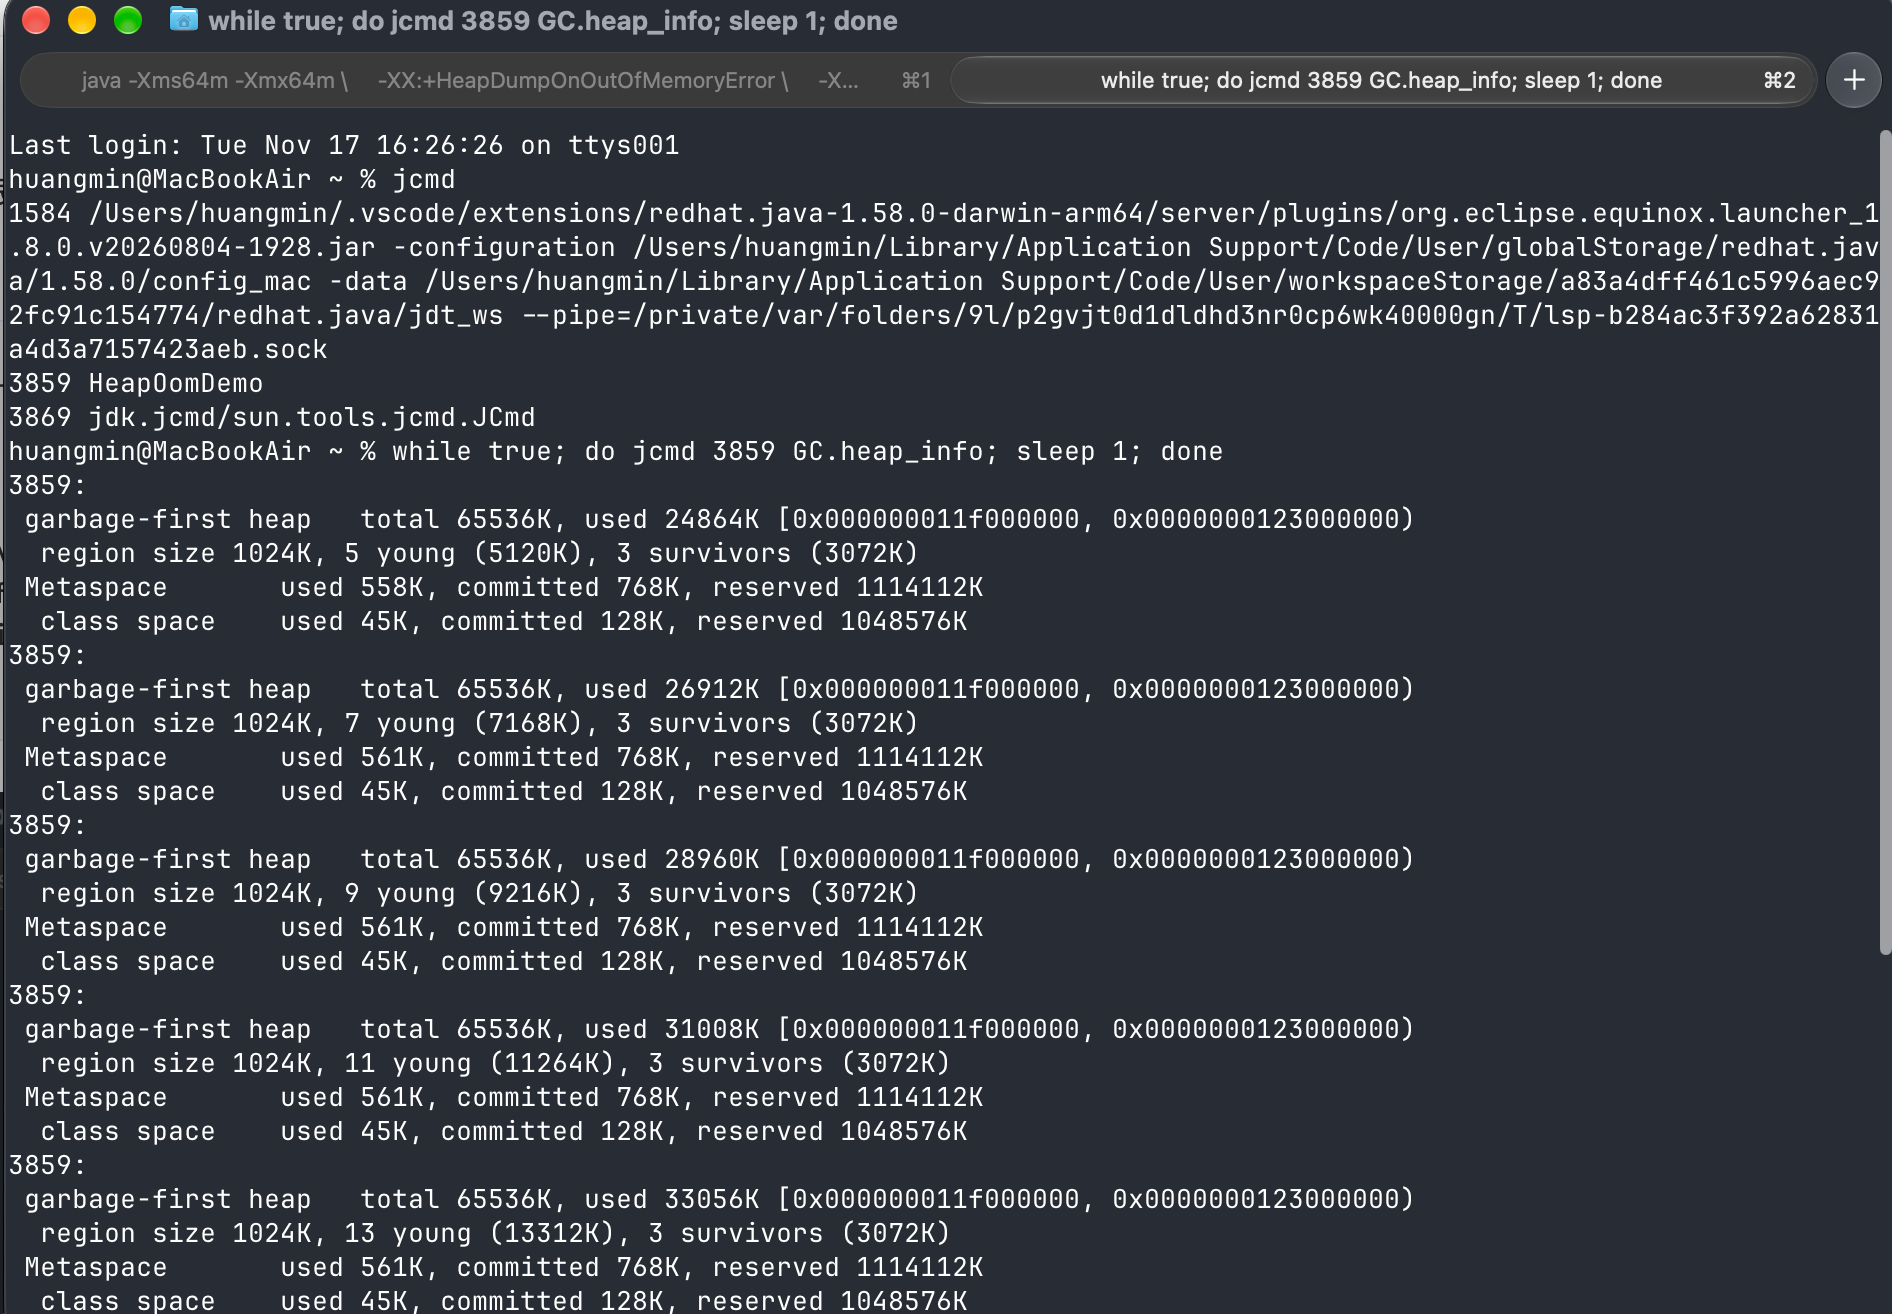 while true; do jcmd 3859 GC.heap_info; sleep 1; done
java -Xms64m -Xmx64m \ -XX:+HeapDumpOnOutOfMemoryError \ -X... ⌘1
while true; do jcmd 3859 GC.heap_info; sleep 1; done ⌘2
+
Last login: Tue Nov 17 16:26:26 on ttys001
huangmin@MacBookAir ~ % jcmd
1584 /Users/huangmin/.vscode/extensions/redhat.java-1.58.0-darwin-arm64/server/plugins/org.eclipse.equinox.launcher_1
.8.0.v20260804-1928.jar -configuration /Users/huangmin/Library/Application Support/Code/User/globalStorage/redhat.jav
a/1.58.0/config_mac -data /Users/huangmin/Library/Application Support/Code/User/workspaceStorage/a83a4dff461c5996aec9
2fc91c154774/redhat.java/jdt_ws --pipe=/private/var/folders/9l/p2gvjt0d1dldhd3nr0cp6wk40000gn/T/lsp-b284ac3f392a62831
a4d3a7157423aeb.sock
3859 HeapOomDemo
3869 jdk.jcmd/sun.tools.jcmd.JCmd
huangmin@MacBookAir ~ % while true; do jcmd 3859 GC.heap_info; sleep 1; done
3859:
 garbage-first heap   total 65536K, used 24864K [0x000000011f000000, 0x0000000123000000)
  region size 1024K, 5 young (5120K), 3 survivors (3072K)
 Metaspace       used 558K, committed 768K, reserved 1114112K
  class space    used 45K, committed 128K, reserved 1048576K
3859:
 garbage-first heap   total 65536K, used 26912K [0x000000011f000000, 0x0000000123000000)
  region size 1024K, 7 young (7168K), 3 survivors (3072K)
 Metaspace       used 561K, committed 768K, reserved 1114112K
  class space    used 45K, committed 128K, reserved 1048576K
3859:
 garbage-first heap   total 65536K, used 28960K [0x000000011f000000, 0x0000000123000000)
  region size 1024K, 9 young (9216K), 3 survivors (3072K)
 Metaspace       used 561K, committed 768K, reserved 1114112K
  class space    used 45K, committed 128K, reserved 1048576K
3859:
 garbage-first heap   total 65536K, used 31008K [0x000000011f000000, 0x0000000123000000)
  region size 1024K, 11 young (11264K), 3 survivors (3072K)
 Metaspace       used 561K, committed 768K, reserved 1114112K
  class space    used 45K, committed 128K, reserved 1048576K
3859:
 garbage-first heap   total 65536K, used 33056K [0x000000011f000000, 0x0000000123000000)
  region size 1024K, 13 young (13312K), 3 survivors (3072K)
 Metaspace       used 561K, committed 768K, reserved 1114112K
  class space    used 45K, committed 128K, reserved 1048576K